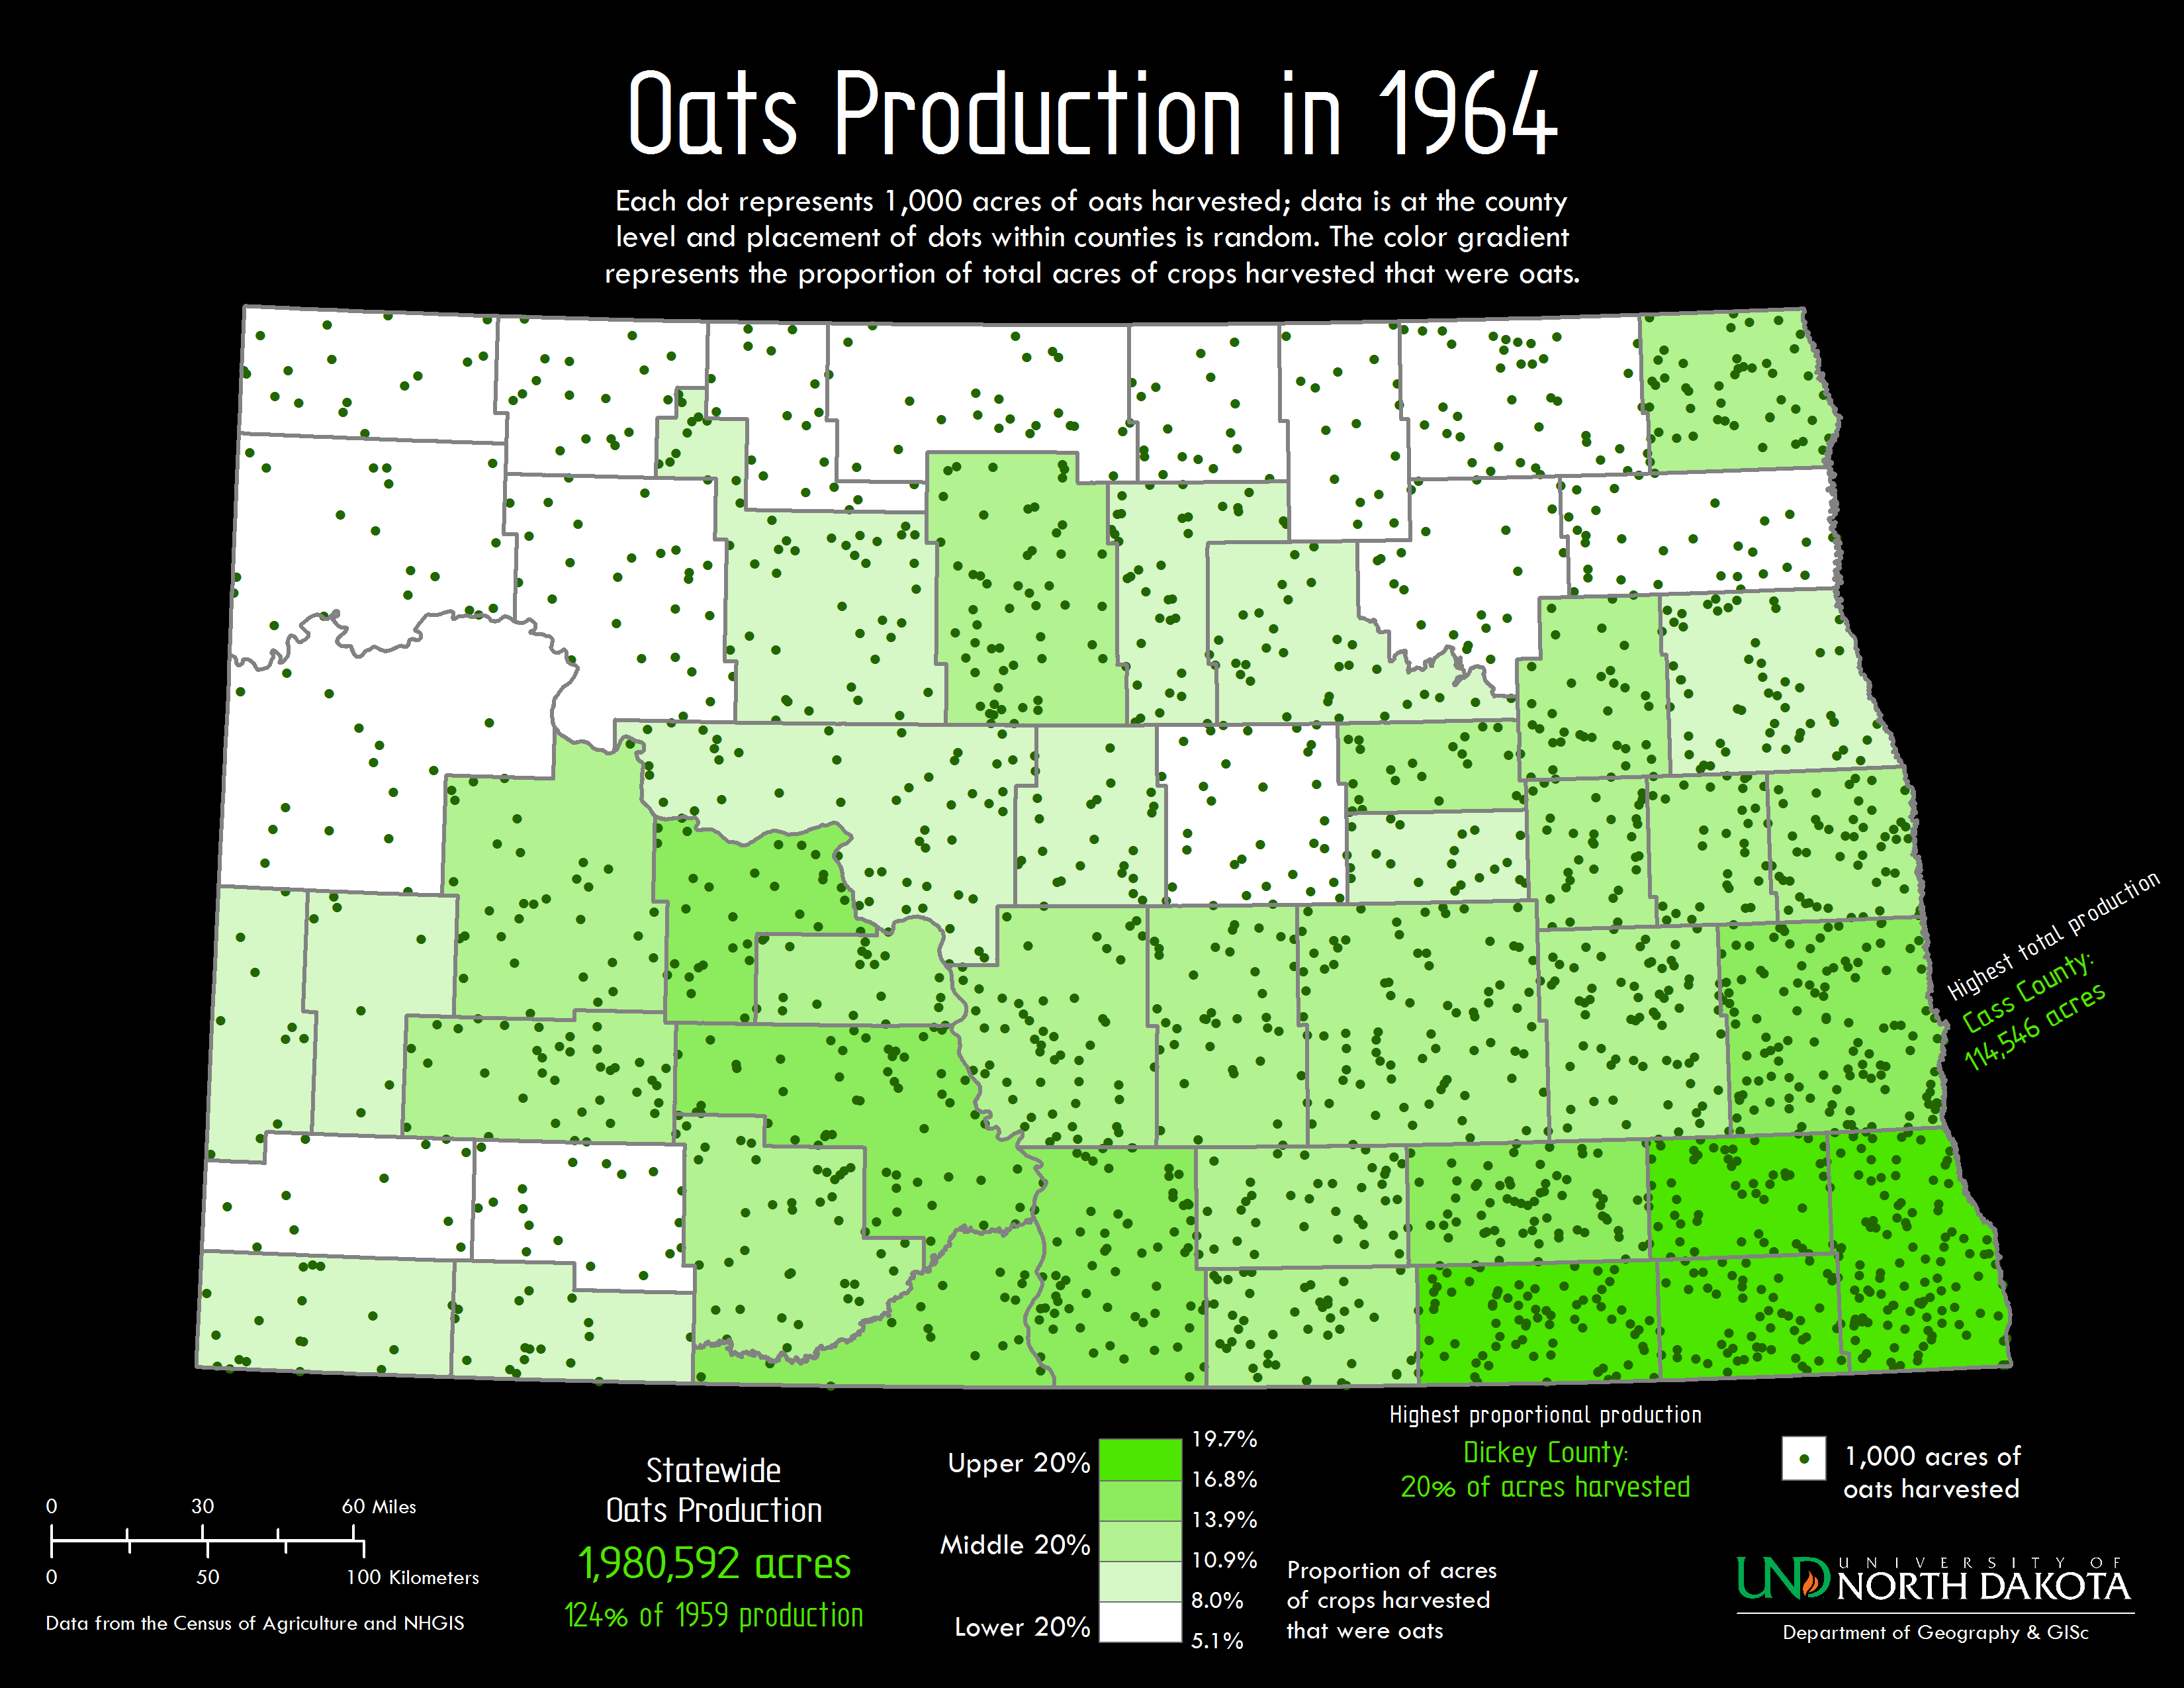 Oats Production in 1964
Each dot represents 1,000 acres of oats harvested; data is at the county
level and placement of dots within counties is random. The color gradient
represents the proportion of total acres of crops harvested that were oats.
Highest total production
Cass County:
114,546 acres
Highest proportional production
Dickey County:
20% of acres harvested
1,000 acres of
oats harvested
Statewide
Oats Production
1,980,592 acres
124% of 1959 production
Upper 20%
Middle 20%
Lower 20%
19.7%
16.8%
13.9%
10.9%
8.0%
5.1%
Proportion of acres
of crops harvested
that were oats
0 30 60 Miles
0 50 100 Kilometers
Data from the Census of Agriculture and NHGIS
UND UNIVERSITY OF
NORTH DAKOTA
Department of Geography & GISc